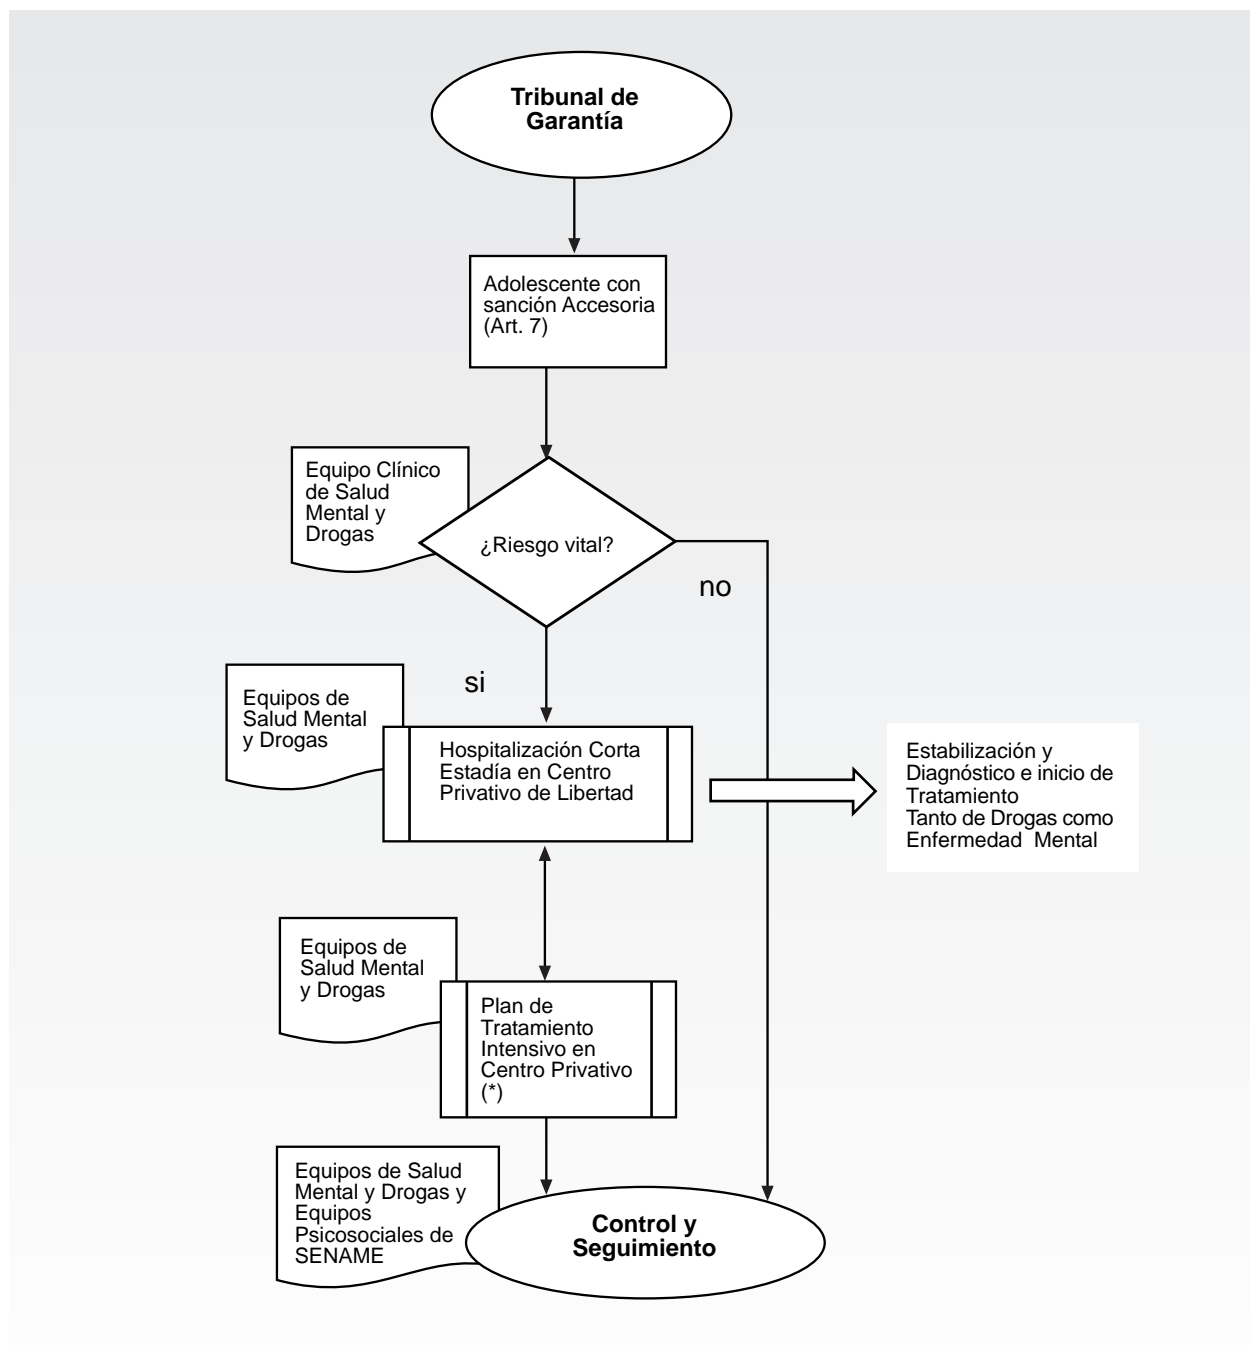 Tribunal de
Garantía
Adolescente con
sanción Accesoria
(Art. 7)
Equipo Clínico
de Salud
Mental y
Drogas
¿Riesgo vital?
no
si
Equipos de
Salud Mental
y Drogas
Hospitalización Corta
Estadía en Centro
Privativo de Libertad
Estabilización y
Diagnóstico e inicio de
Tratamiento
Tanto de Drogas como
Enfermedad Mental
Equipos de
Salud Mental
y Drogas
Plan de
Tratamiento
Intensivo en
Centro Privativo
(*)
Equipos de Salud
Mental y Drogas y
Equipos
Psicosociales de
SENAME
Control y
Seguimiento